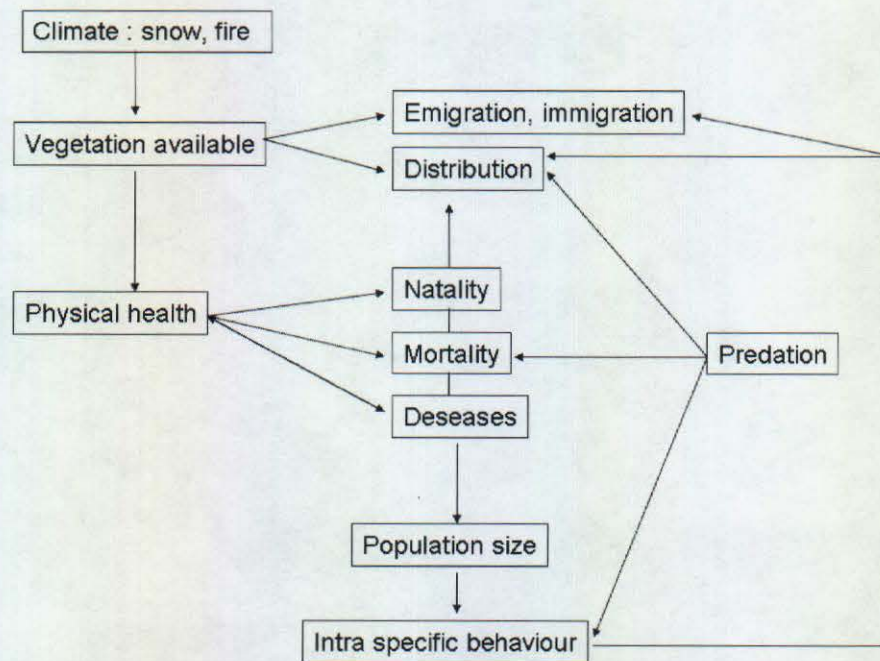 Climate : snow, fire
Emigration, immigration
Vegetation available
Distribution
Natality
Physical health
Mortality
Predation
Deseases
Population size
Intra specific behaviour